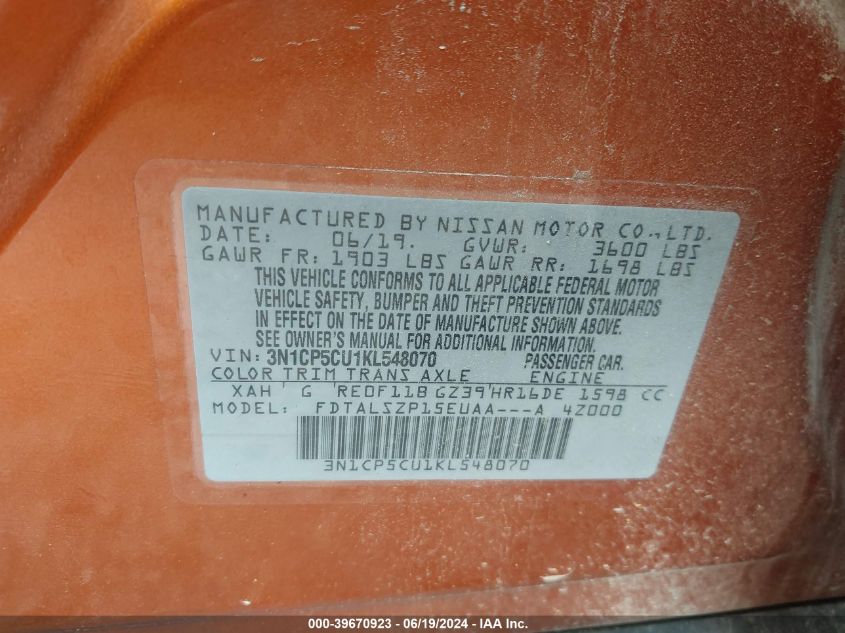 MANUFACTURED BY NISSAN MOTOR CO., LTD.
DATE: 06/19. GVWR: 3600 LBS
GAWR FR: 1903 LBS GAWR RR: 1698 LBS
THIS VEHICLE CONFORMS TO ALL APPLICABLE FEDERAL MOTOR
VEHICLE SAFETY, BUMPER AND THEFT PREVENTION STANDARDS
IN EFFECT ON THE DATE OF MANUFACTURE SHOWN ABOVE.
SEE OWNER'S MANUAL FOR ADDITIONAL INFORMATION.
VIN: 3N1CP5CU1KL548070 PASSENGER CAR.
COLOR TRIM TRANS AXLE ENGINE
XAH G RE0F11B GZ39 HR16DE 1598 CC
MODEL: FDTALSZP15EUAA---A 4Z000
3N1CP5CU1KL548070
000-39670923 - 06/19/2024 - IAA Inc.